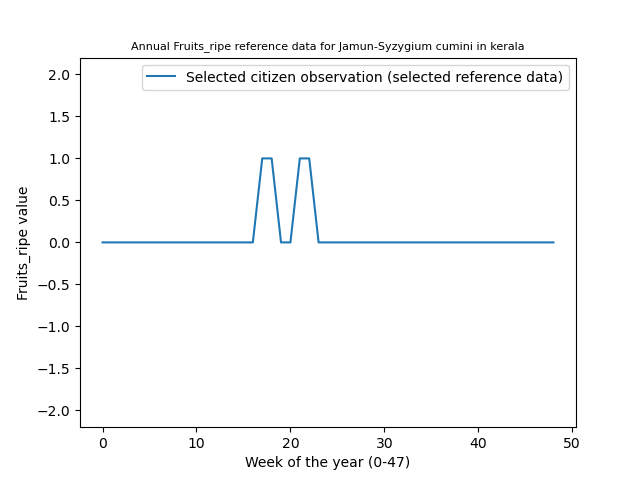 Annual Fruits_ripe reference data for Jamun-Syzygium cumini in kerala
Selected citizen observation (selected reference data)
Fruits_ripe value
2.0
1.5
1.0
0.5
0.0
−0.5
−1.0
−1.5
−2.0
0 10 20 30 40 50
Week of the year (0-47)